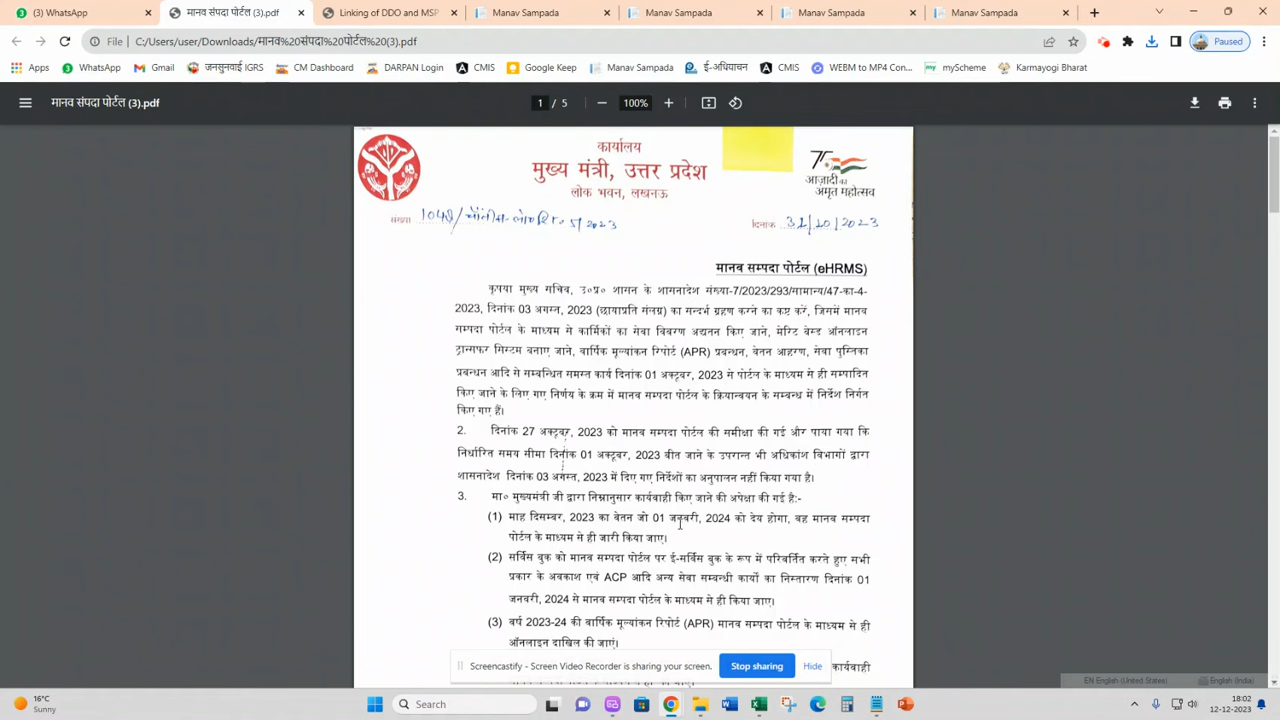 (3) WhatsApp
मानव संपदा पोर्टल (3).pdf
Linking of DDO and MSP
Manav Sampada
Manav Sampada
Manav Sampada
Manav Sampada
File C:/Users/user/Downloads/मानव%20संपदा%20पोर्टल%20(3).pdf
Paused
Apps
WhatsApp
Gmail
जनसुनवाई IGRS
CM Dashboard
DARPAN Login
CMIS
Google Keep
Manav Sampada
ई-अधियाचन
CMIS
WEBM to MP4 Con...
myScheme
Karmayogi Bharat
मानव संपदा पोर्टल (3).pdf
1 / 5
100%
कार्यालय
मुख्य मंत्री, उत्तर प्रदेश
लोक भवन, लखनऊ
आज़ादी का
अमृत महोत्सव
संख्या
दिनांक 31/10/2023
मानव सम्पदा पोर्टल (eHRMS)
कृपया मुख्य सचिव, उ०प्र० शासन के शासनादेश संख्या-7/2023/293/सामान्य/47-का-4-
2023, दिनांक 03 अगस्त, 2023 (छायाप्रति संलग्न) का सन्दर्भ ग्रहण करने का कष्ट करें, जिसमें मानव
सम्पदा पोर्टल के माध्यम से कार्मिकों का सेवा विवरण अद्यतन किए जाने, मेरिट बेस्ड ऑनलाइन
ट्रान्सफर सिस्टम बनाए जाने, वार्षिक मूल्यांकन रिपोर्ट (APR) प्रबन्धन, वेतन आहरण, सेवा पुस्तिका
प्रबन्धन आदि से सम्बन्धित समस्त कार्य दिनांक 01 अक्टूबर, 2023 से पोर्टल के माध्यम से ही सम्पादित
किए जाने के लिए गए निर्णय के क्रम में मानव सम्पदा पोर्टल के क्रियान्वयन के सम्बन्ध में निर्देश निर्गत
किए गए हैं।
2. दिनांक 27 अक्टूबर, 2023 को मानव सम्पदा पोर्टल की समीक्षा की गई और पाया गया कि
निर्धारित समय सीमा दिनांक 01 अक्टूबर, 2023 बीत जाने के उपरान्त भी अधिकांश विभागों द्वारा
शासनादेश दिनांक 03 अगस्त, 2023 में दिए गए निर्देशों का अनुपालन नहीं किया गया है।
3. मा० मुख्यमंत्री जी द्वारा निम्नानुसार कार्यवाही किए जाने की अपेक्षा की गई है:-
(1) माह दिसम्बर, 2023 का वेतन जो 01 जनवरी, 2024 को देय होगा, वह मानव सम्पदा
पोर्टल के माध्यम से ही जारी किया जाए।
(2) सर्विस बुक को मानव सम्पदा पोर्टल पर ई-सर्विस बुक के रूप में परिवर्तित करते हुए सभी
प्रकार के अवकाश एवं ACP आदि अन्य सेवा सम्बन्धी कार्यों का निस्तारण दिनांक 01
जनवरी, 2024 से मानव सम्पदा पोर्टल के माध्यम से ही किया जाए।
(3) वर्ष 2023-24 की वार्षिक मूल्यांकन रिपोर्ट (APR) मानव सम्पदा पोर्टल के माध्यम से ही
ऑनलाइन दाखिल की जाएं।
कार्यवाही
Screencastify - Screen Video Recorder is sharing your screen.
Stop sharing
Hide
EN English (United States)
English (India)
16°C
Sunny
Search
18:02
12-12-2023